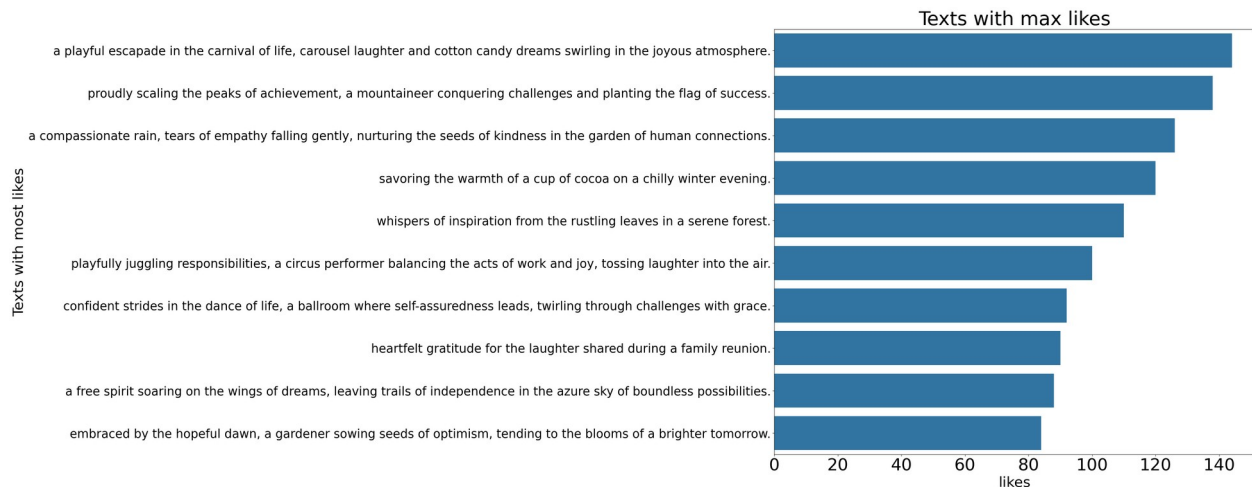 Texts with max likes
Texts with most likes
a playful escapade in the carnival of life, carousel laughter and cotton candy dreams swirling in the joyous atmosphere.
proudly scaling the peaks of achievement, a mountaineer conquering challenges and planting the flag of success.
a compassionate rain, tears of empathy falling gently, nurturing the seeds of kindness in the garden of human connections.
savoring the warmth of a cup of cocoa on a chilly winter evening.
whispers of inspiration from the rustling leaves in a serene forest.
playfully juggling responsibilities, a circus performer balancing the acts of work and joy, tossing laughter into the air.
confident strides in the dance of life, a ballroom where self-assuredness leads, twirling through challenges with grace.
heartfelt gratitude for the laughter shared during a family reunion.
a free spirit soaring on the wings of dreams, leaving trails of independence in the azure sky of boundless possibilities.
embraced by the hopeful dawn, a gardener sowing seeds of optimism, tending to the blooms of a brighter tomorrow.
0 20 40 60 80 100 120 140
likes